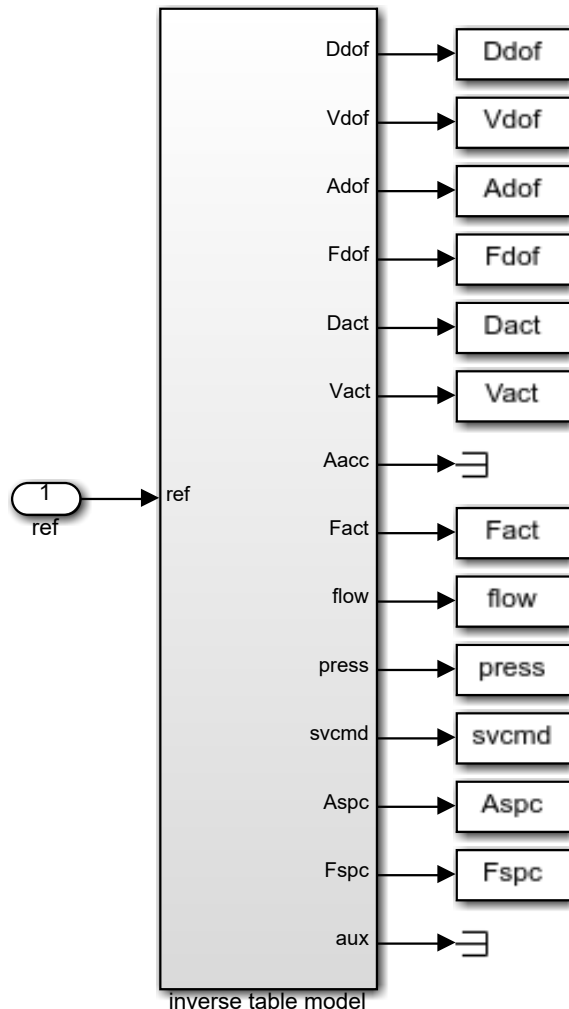 Ddof Ddof
Vdof Vdof
Adof Adof
Fdof Fdof
Dact Dact
Vact Vact
Aacc
1
ref
ref
Fact Fact
flow flow
press press
svcmd svcmd
Aspc Aspc
Fspc Fspc
aux
inverse table model